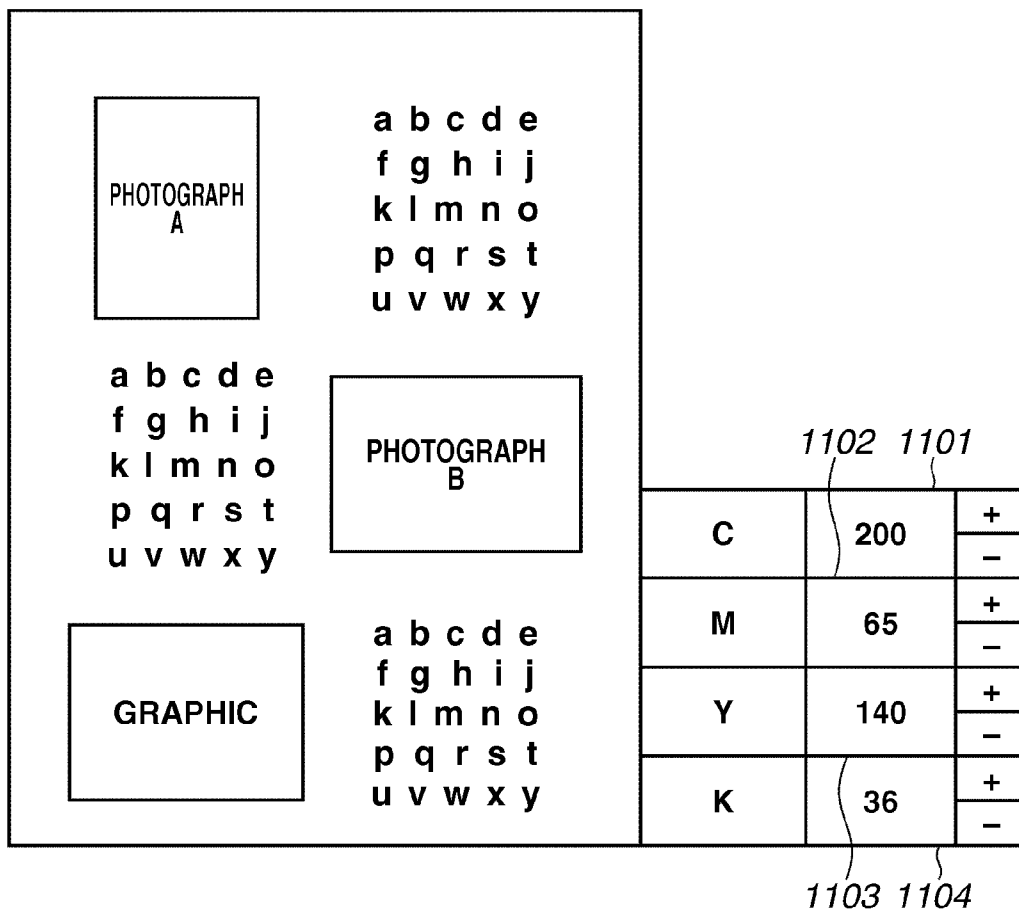 PHOTOGRAPH
A
a b c d e
f g h i j
k l m n o
p q r s t
u v w x y
a b c d e
f g h i j
k l m n o
p q r s t
u v w x y
PHOTOGRAPH
B
GRAPHIC
a b c d e
f g h i j
k l m n o
p q r s t
u v w x y
1102 1101
C 200 + −
M 65 + −
Y 140 + −
K 36 + −
1103 1104